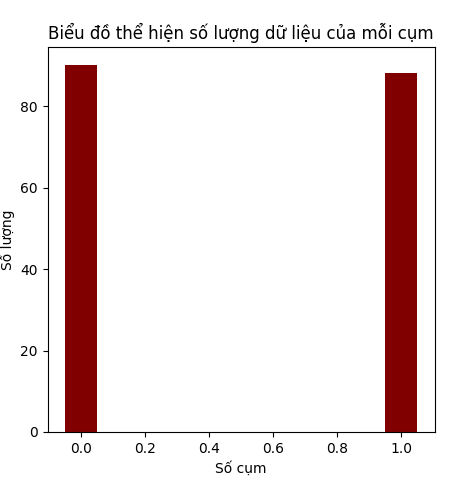 Biểu đồ thể hiện số lượng dữ liệu của mỗi cụm
Số lượng
80
60
40
20
0
0.0 0.2 0.4 0.6 0.8 1.0
Số cụm